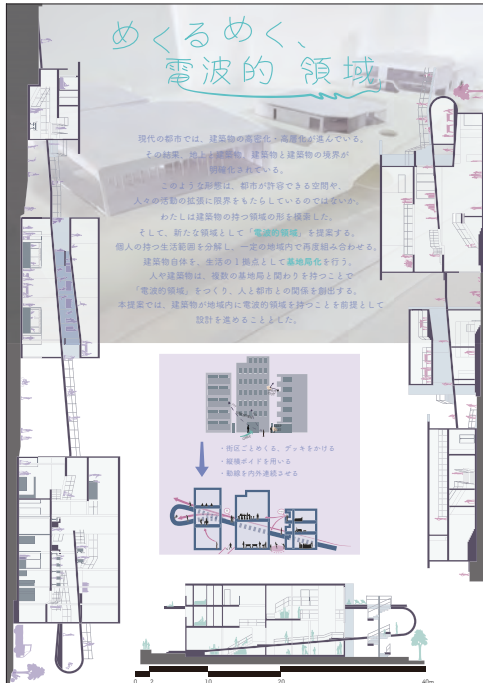 めくるめく、
電波的 領域
現代の都市では、建築物の高密化・高層化が進んでいる。
その結果、地上と建築物、建築物と建築物の境界が
明確化されている。
このような形態は、都市が許容できる空間や、
人々の活動の拡張に限界をもたらしているのではないか。
わたしは建築物の持つ領域の形を模索した。
そして、新たな領域として「電波的領域」を提案する。
個人の持つ生活範囲を分解し、一定の地域内で再度組み合わせる。
建築物自体を、生活の1拠点として基地局化を行う。
人や建築物は、複数の基地局と関わりを持つことで
「電波的領域」をつくり、人と都市との関係を創出する。
本提案では、建築物が地域内に電波的領域を持つことを前提として
設計を進めることとした。
・街区ごとめくる、デッキをかける
・縦横ボイドを用いる
・動線を内外連続させる
0 2 10 20 40m